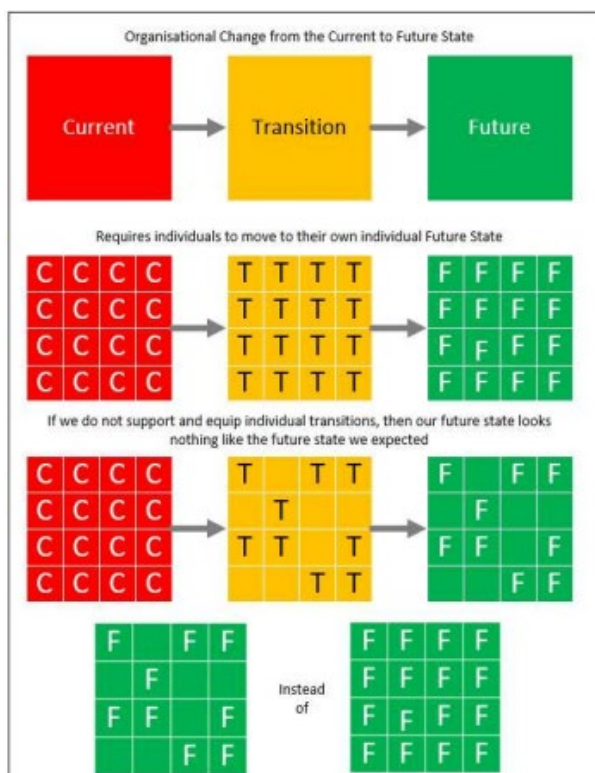 Organisational Change from the Current to Future State
Current Transition Future
Requires individuals to move to their own individual Future State
C C C C T T T T F F F F
C C C C T T T T F F F F
C C C C T T T T F F F F
C C C C T T T T F F F F
If we do not support and equip individual transitions, then our future state looks
nothing like the future state we expected
C C C C T T T F F F
C C C C T F
C C C C T T T F F F
C C C C T T F F
F F F F F F F
F F F F F
Instead
of
F F F F F F F
F F F F F F